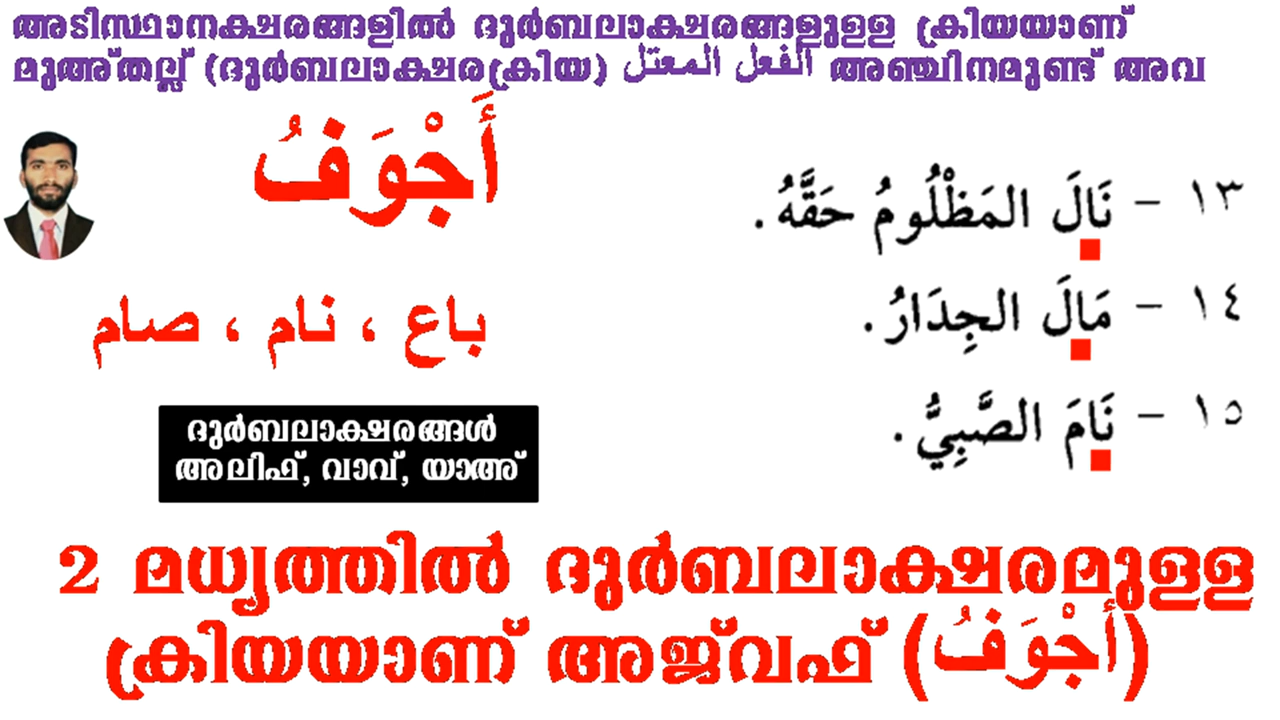 അടിസ്ഥാനക്ഷരങ്ങളിൽ ദുർബലാക്ഷരങ്ങളുളള ക്രിയയാണ്
മുഅ്തല്ല് (ദുർബലാക്ഷരക്രിയ) الفعل المعتل അഞ്ചിനമുണ്ട് അവ
أَجْوَفُ
باع ، نام ، صام
ദുർബലാക്ഷരങ്ങൾ
അലിഫ്, വാവ്, യാഅ്
١٣ - نَالَ المَظْلُومُ حَقَّهُ.
١٤ - مَالَ الجِدَارُ.
١٥ - نَامَ الصَّبِيُّ.
2 മധ്യത്തിൽ ദുർബലാക്ഷരമുളള
ക്രിയയാണ് അജ്‌വഫ് (أَجْوَفُ)